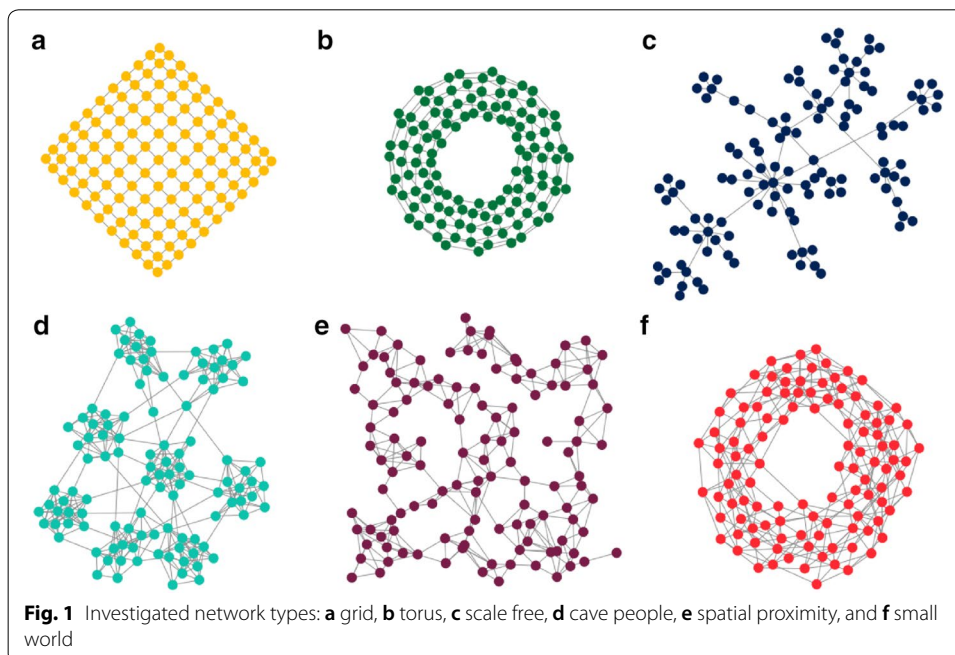 a
b
c
d
e
f
Fig. 1 Investigated network types: a grid, b torus, c scale free, d cave people, e spatial proximity, and f small
world